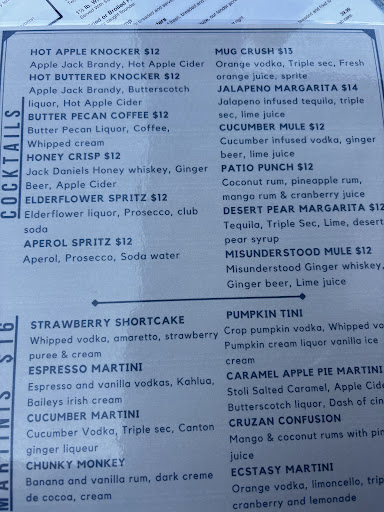 COCKTAILS
HOT APPLE KNOCKER $12
Apple Jack Brandy, Hot Apple Cider
HOT BUTTERED KNOCKER $12
Apple Jack Brandy, Butterscotch
liquor, Hot Apple Cider
BUTTER PECAN COFFEE $12
Butter Pecan Liquor, Coffee,
Whipped cream
HONEY CRISP $12
Jack Daniels Honey whiskey, Ginger
Beer, Apple Cider
ELDERFLOWER SPRITZ $12
Elderflower liquor, Prosecco, club
soda
APEROL SPRITZ $12
Aperol, Prosecco, Soda water
MUG CRUSH $13
Orange vodka, Triple sec, Fresh
orange juice, sprite
JALAPENO MARGARITA $14
Jalapeno infused tequila, triple
sec, lime juice
CUCUMBER MULE $12
Cucumber infused vodka, ginger
beer, lime juice
PATIO PUNCH $12
Coconut rum, pineapple rum,
mango rum & cranberry juice
DESERT PEAR MARGARITA $12
Tequila, Triple Sec, Lime, desert
pear syrup
MISUNDERSTOOD MULE $12
Misunderstood Ginger whiskey,
Ginger beer, Lime juice
MARTINIS $16
STRAWBERRY SHORTCAKE
Whipped vodka, amaretto, strawberry
puree & cream
ESPRESSO MARTINI
Espresso and vanilla vodkas, Kahlua,
Baileys irish cream
CUCUMBER MARTINI
Cucumber Vodka, Triple sec, Canton
ginger liqueur
CHUNKY MONKEY
Banana and vanilla rum, dark creme
de cocoa, cream
PUMPKIN TINI
Crop pumpkin vodka, Whipped vo
Pumpkin cream liquor vanilla ice
cream
CARAMEL APPLE PIE MARTINI
Stoli Salted Caramel, Apple Cide
Butterscotch liquor, Dash of cin
CRUZAN CONFUSION
Mango & coconut rums with pin
juice
ECSTASY MARTINI
Orange vodka, limoncello, trip
cranberry and lemonade